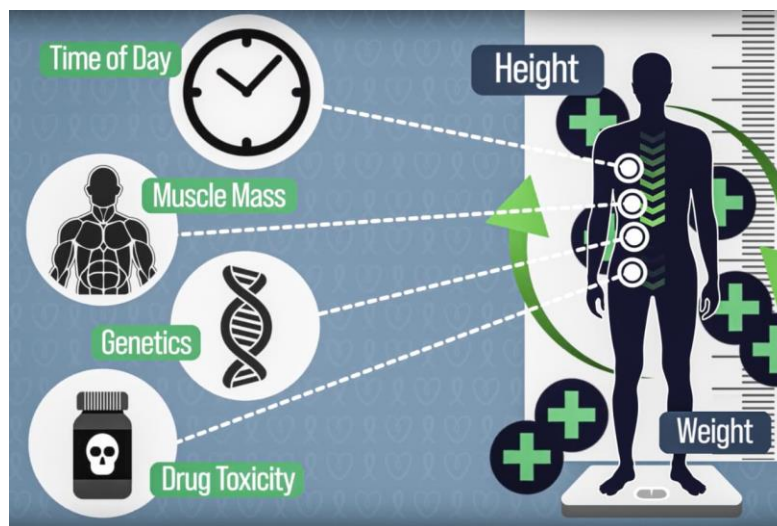 Time of Day
Height
Muscle Mass
Genetics
Weight
Drug Toxicity